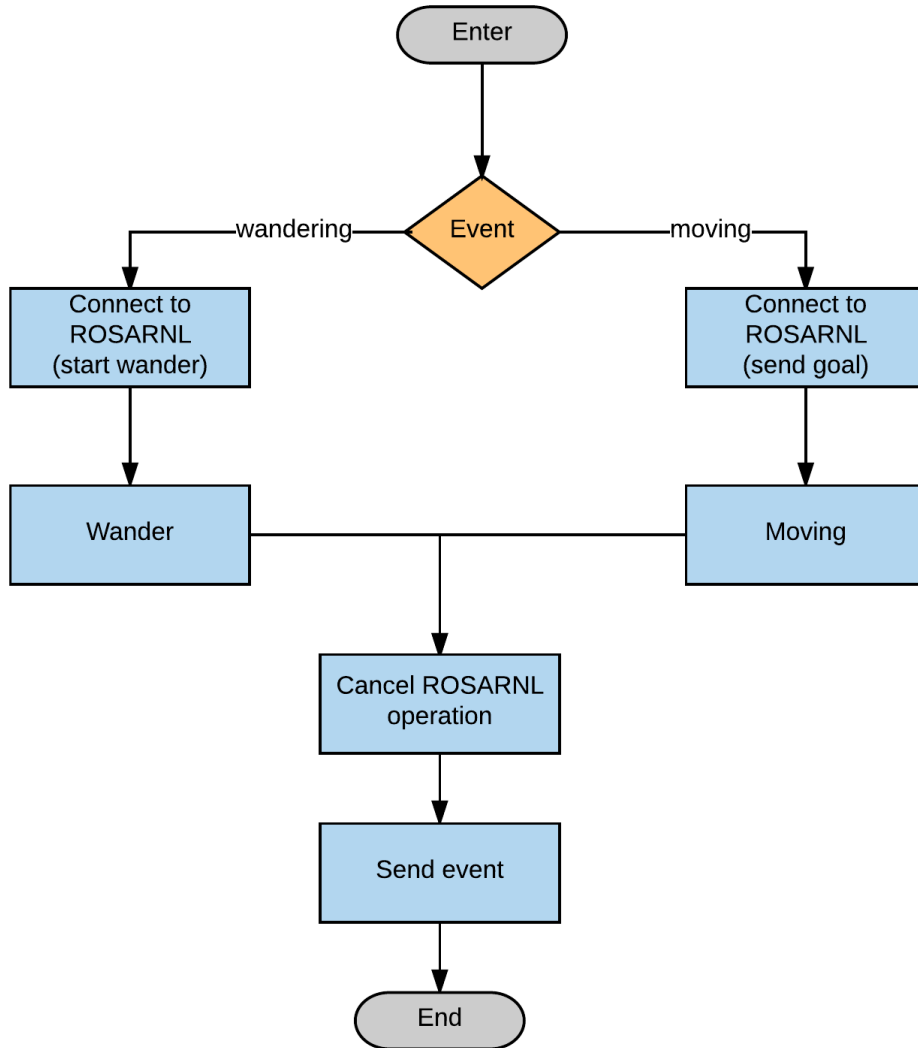 Enter
Event
wandering
moving
Connect to
ROSARNL
(start wander)
Connect to
ROSARNL
(send goal)
Wander
Moving
Cancel ROSARNL
operation
Send event
End